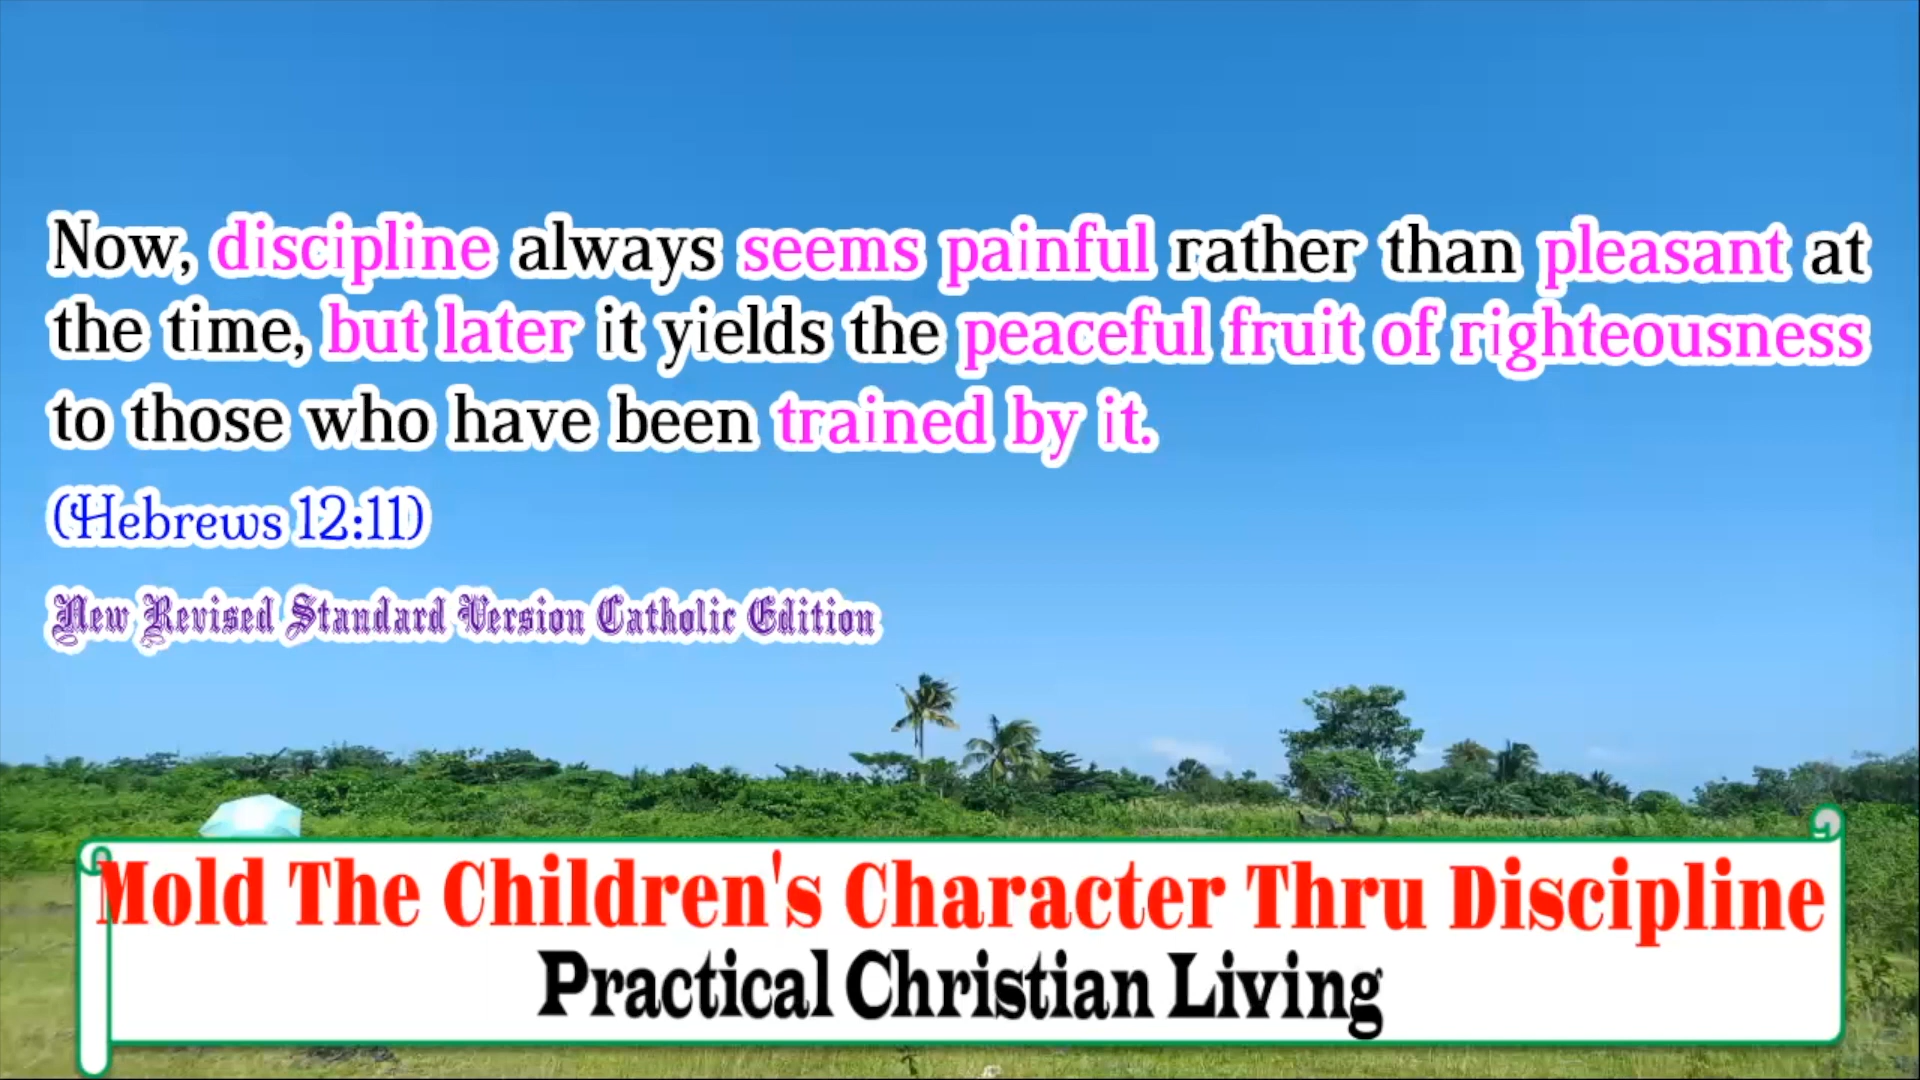 Now, discipline always seems painful rather than pleasant at
the time, but later it yields the peaceful fruit of righteousness
to those who have been trained by it.
(Hebrews 12:11)
New Revised Standard Version Catholic Edition
Mold The Children's Character Thru Discipline
Practical Christian Living